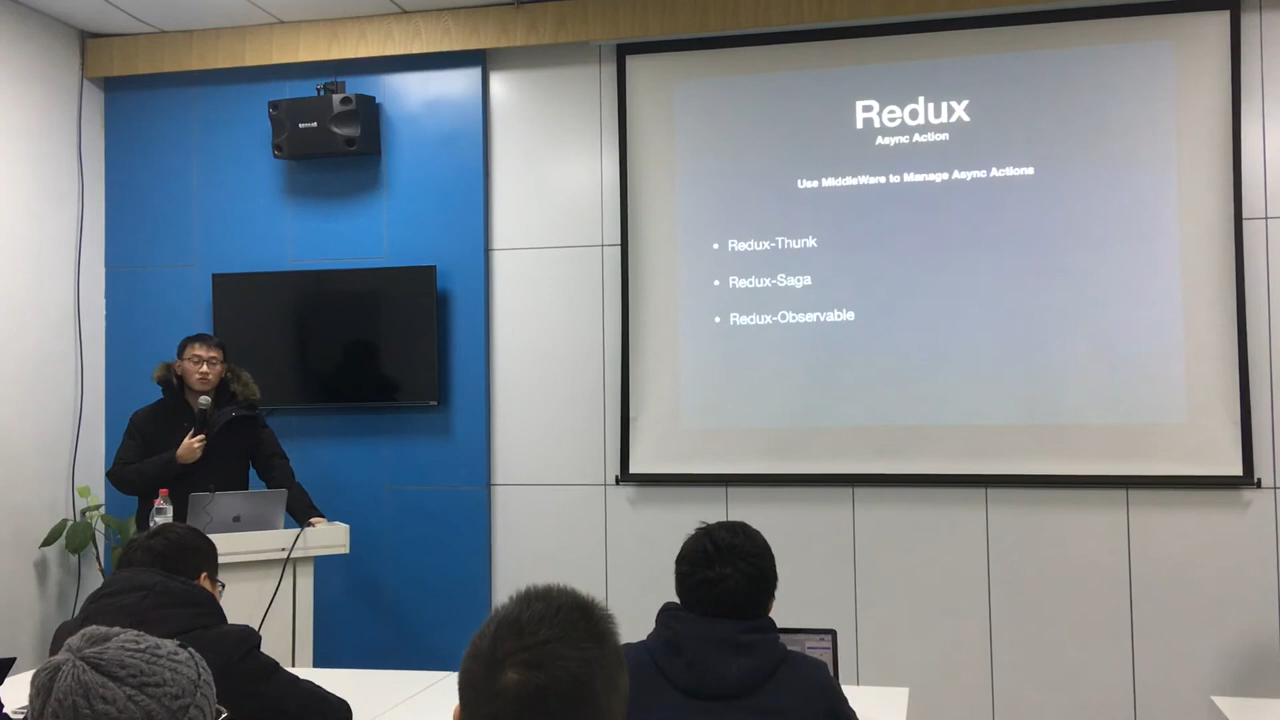 Redux
Async Action
Use MiddleWare to Manage Async Actions
• Redux-Thunk
• Redux-Saga
• Redux-Observable